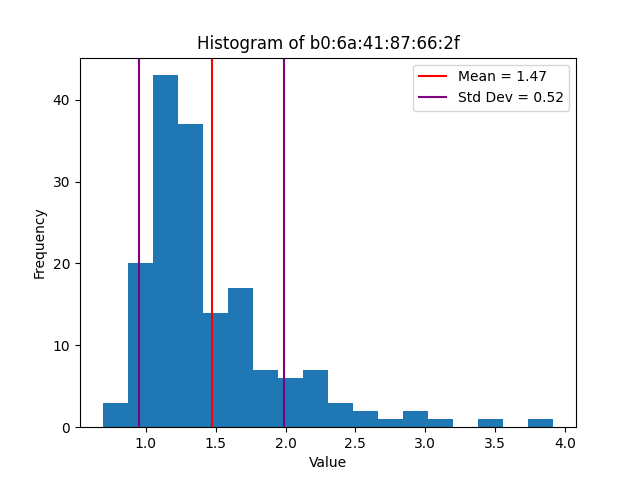 Histogram of b0:6a:41:87:66:2f
Mean = 1.47
Std Dev = 0.52
Frequency
40
30
20
10
0
1.0 1.5 2.0 2.5 3.0 3.5 4.0
Value